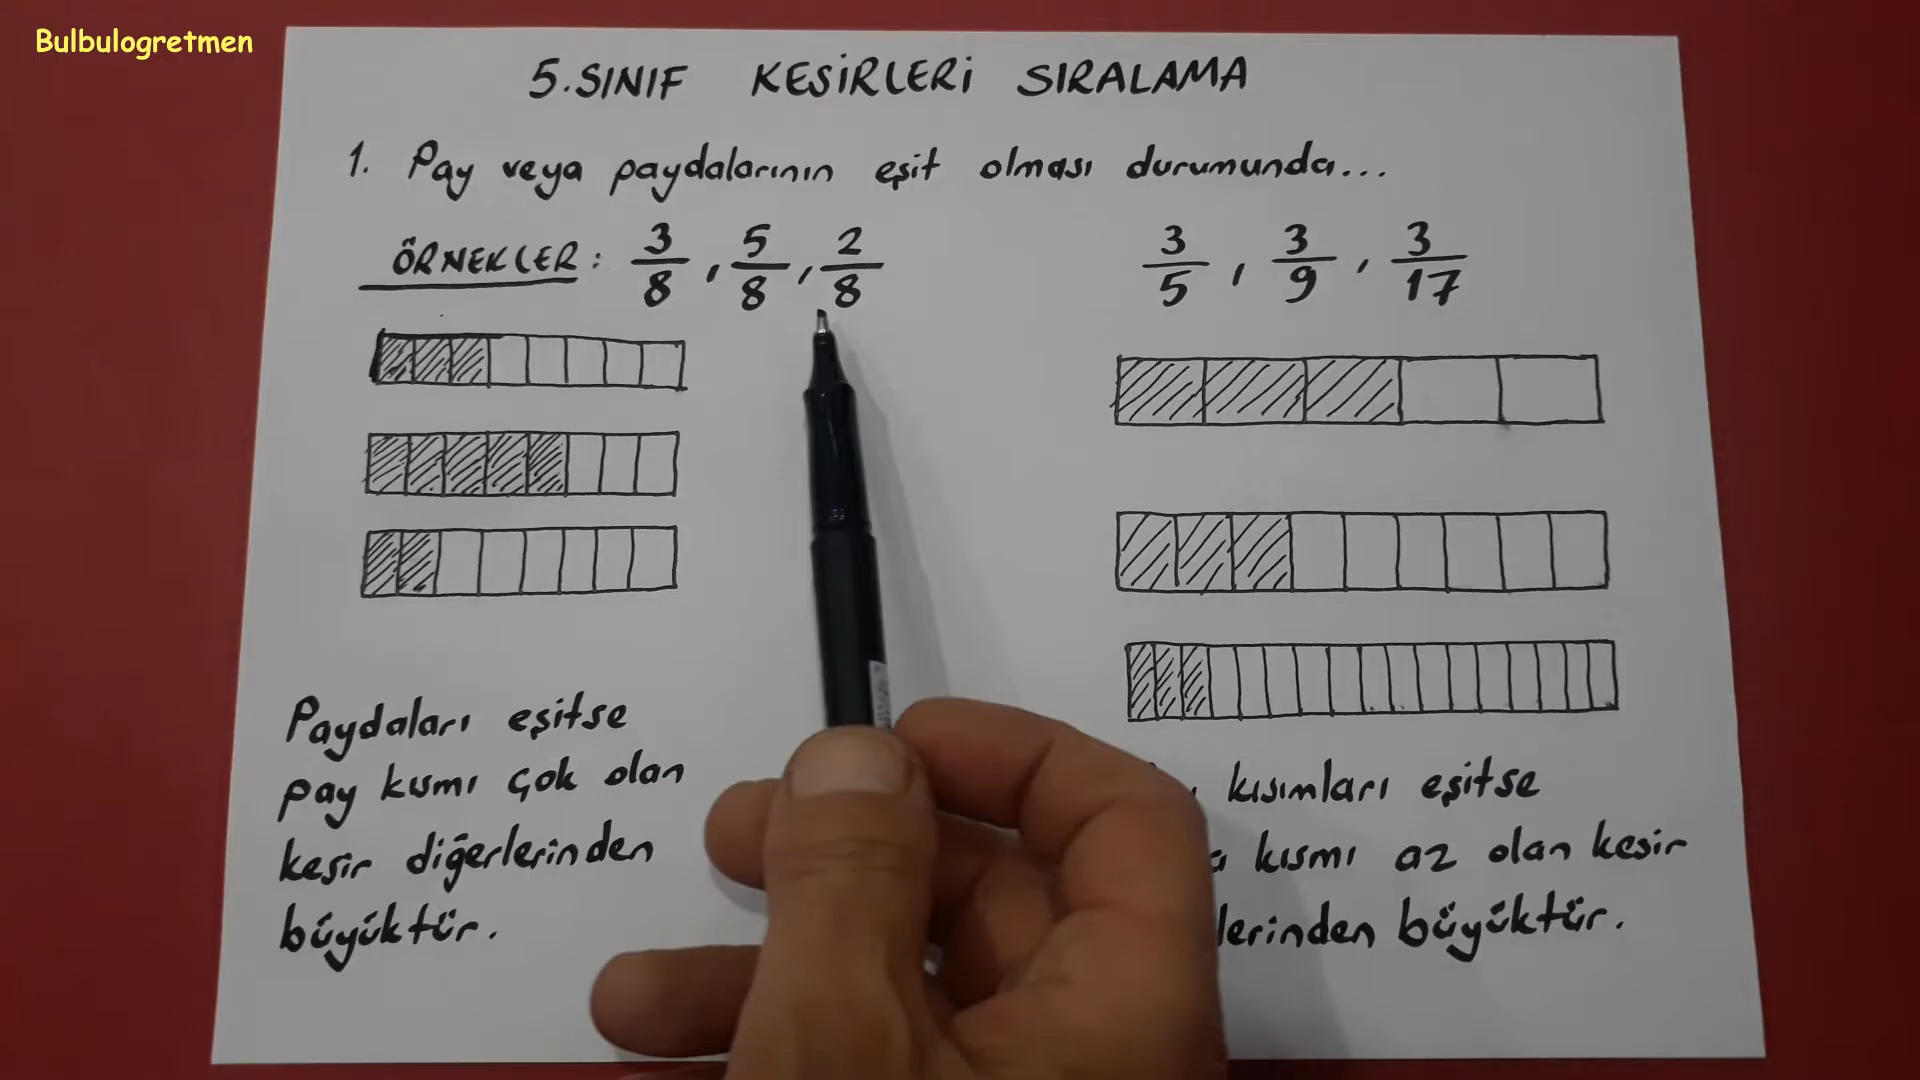 Bulbulogretmen
5.SINIF KESİRLERİ SIRALAMA
1. Pay veya paydalarının eşit olması durumunda...
ÖRNEKLER: 3/8, 5/8, 2/8
3/5, 3/9, 3/17
Paydaları eşitse
pay kısmı çok olan
kesir diğerlerinden
büyüktür.
kısımları eşitse
kısmı az olan kesir
lerinden büyüktür.